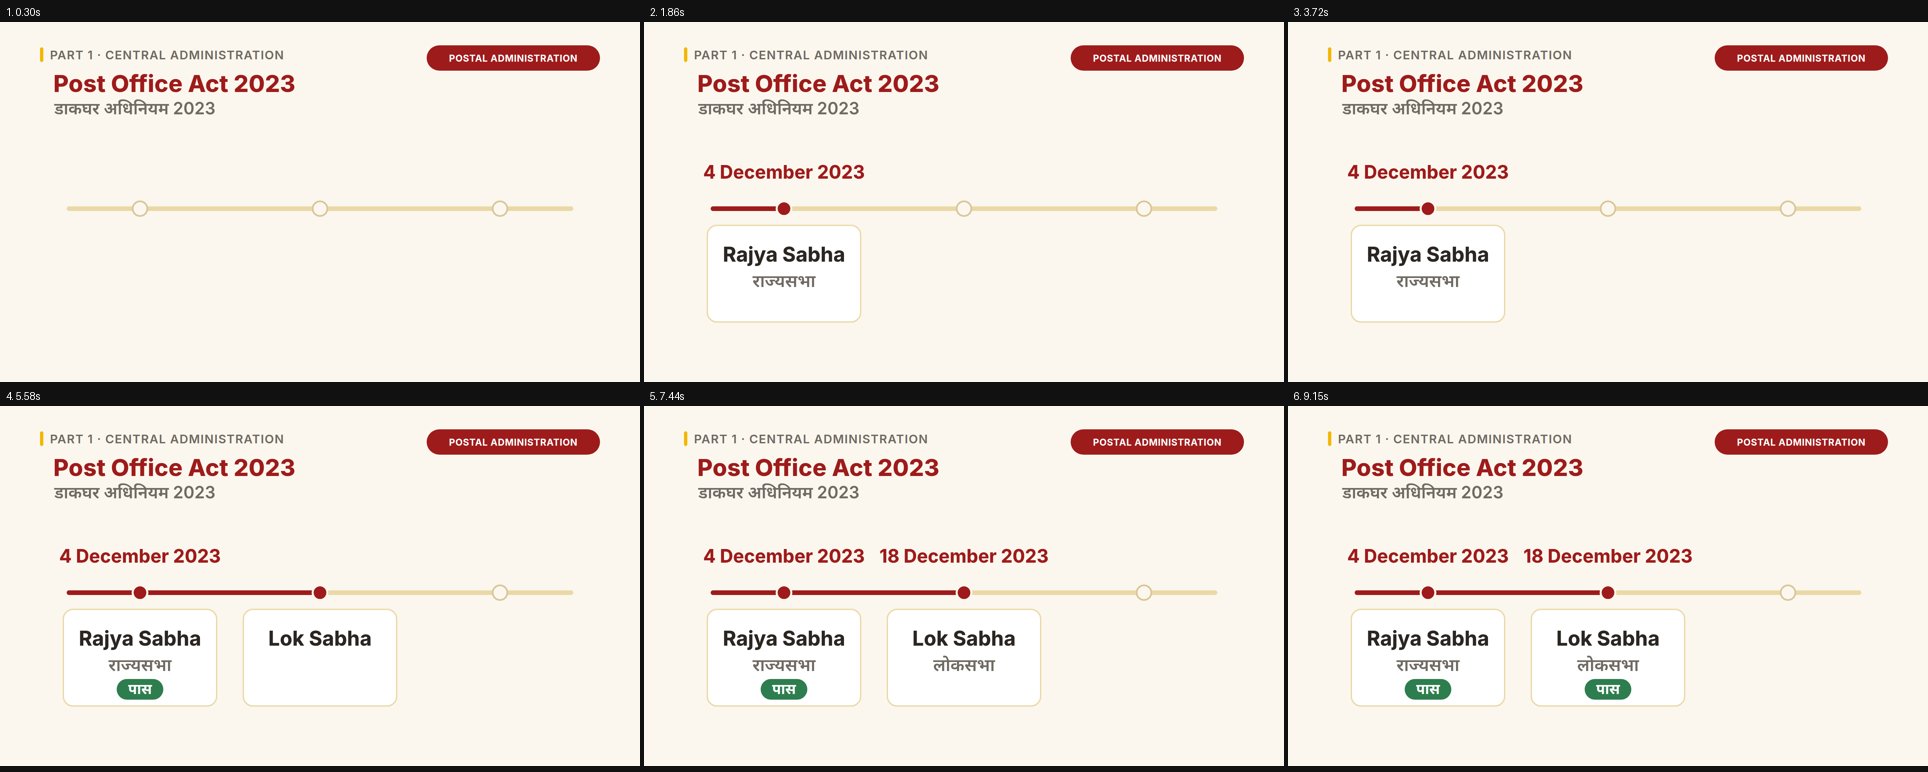 1. 0.30s
PART 1 · CENTRAL ADMINISTRATION
POSTAL ADMINISTRATION
Post Office Act 2023
डाकघर अधिनियम 2023
2. 1.86s
PART 1 · CENTRAL ADMINISTRATION
POSTAL ADMINISTRATION
Post Office Act 2023
डाकघर अधिनियम 2023
4 December 2023
Rajya Sabha
राज्यसभा
3. 3.72s
PART 1 · CENTRAL ADMINISTRATION
POSTAL ADMINISTRATION
Post Office Act 2023
डाकघर अधिनियम 2023
4 December 2023
Rajya Sabha
राज्यसभा
4. 5.58s
PART 1 · CENTRAL ADMINISTRATION
POSTAL ADMINISTRATION
Post Office Act 2023
डाकघर अधिनियम 2023
4 December 2023
Rajya Sabha
राज्यसभा
पास
Lok Sabha
5. 7.44s
PART 1 · CENTRAL ADMINISTRATION
POSTAL ADMINISTRATION
Post Office Act 2023
डाकघर अधिनियम 2023
4 December 2023
18 December 2023
Rajya Sabha
राज्यसभा
पास
Lok Sabha
लोकसभा
6. 9.15s
PART 1 · CENTRAL ADMINISTRATION
POSTAL ADMINISTRATION
Post Office Act 2023
डाकघर अधिनियम 2023
4 December 2023
18 December 2023
Rajya Sabha
राज्यसभा
पास
Lok Sabha
लोकसभा
पास